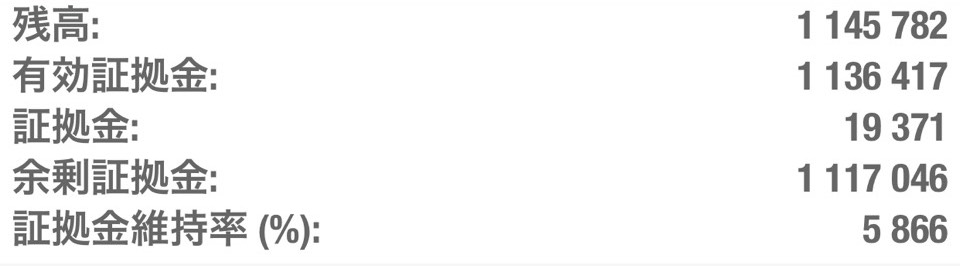 残高: 1 145 782
有効証拠金: 1 136 417
証拠金: 19 371
余剰証拠金: 1 117 046
証拠金維持率 (%): 5 866